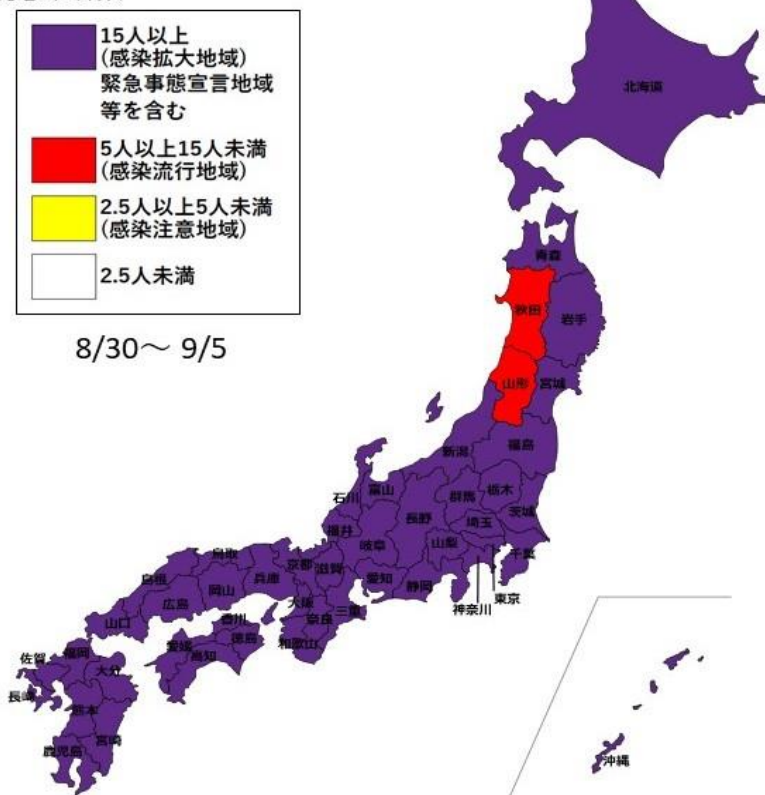 15人以上
(感染拡大地域)
緊急事態宣言地域
等を含む
5人以上15人未満
(感染流行地域)
2.5人以上5人未満
(感染注意地域)
2.5人未満
8/30～ 9/5
北海道
青森
秋田
岩手
山形
宮城
新潟
福島
石川
富山
群馬
栃木
茨城
福井
長野
埼玉
岐阜
山梨
千葉
鳥取
京都
滋賀
島根
岡山
兵庫
愛知
静岡
東京
神奈川
広島
大阪
三重
山口
香川
奈良
徳島
和歌山
愛媛
高知
佐賀
福岡
大分
長崎
熊本
宮崎
鹿児島
沖縄